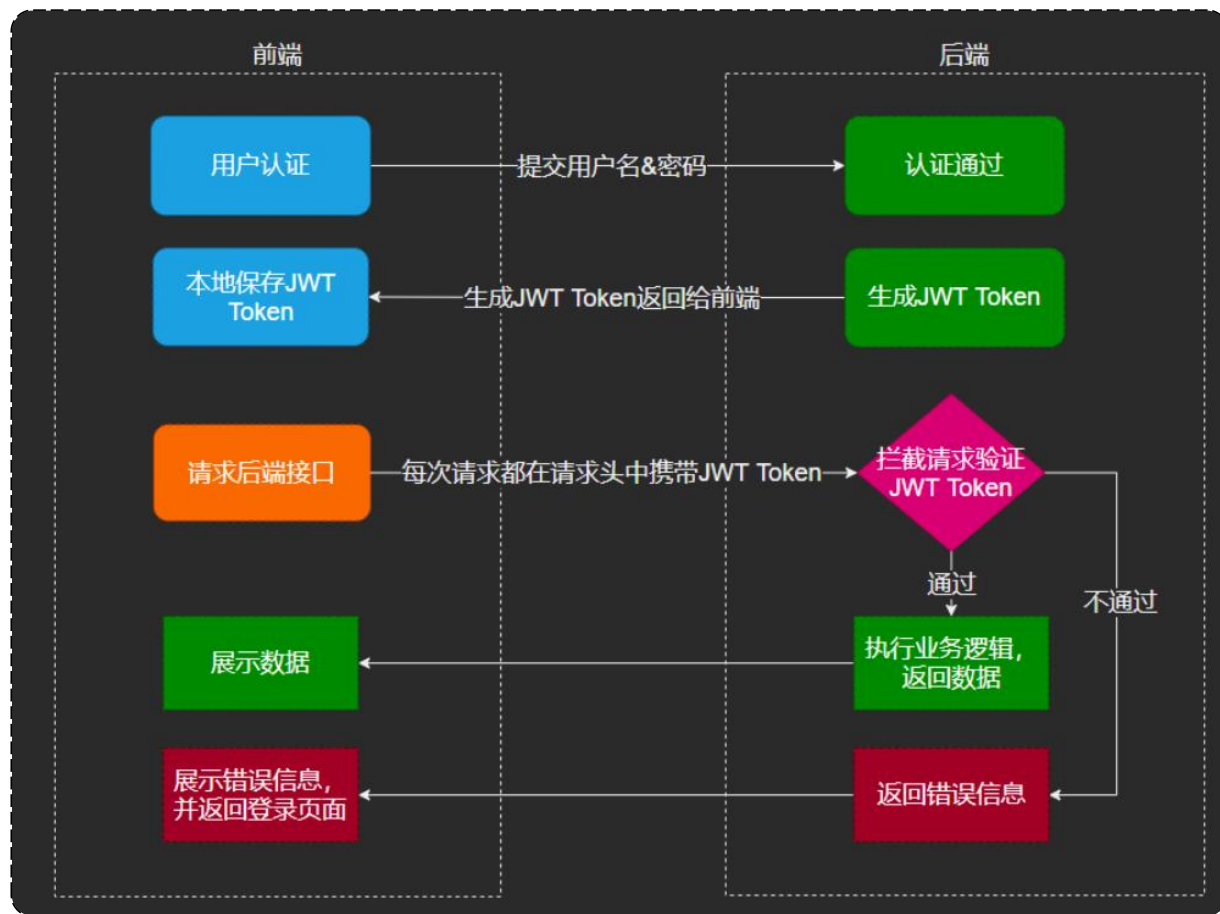 前端
后端
用户认证
提交用户名&密码
认证通过
本地保存JWT
Token
生成JWT Token返回给前端
生成JWT Token
请求后端接口
每次请求都在请求头中携带JWT Token
拦截请求验证
JWT Token
通过
不通过
展示数据
执行业务逻辑，
返回数据
展示错误信息，
并返回登录页面
返回错误信息